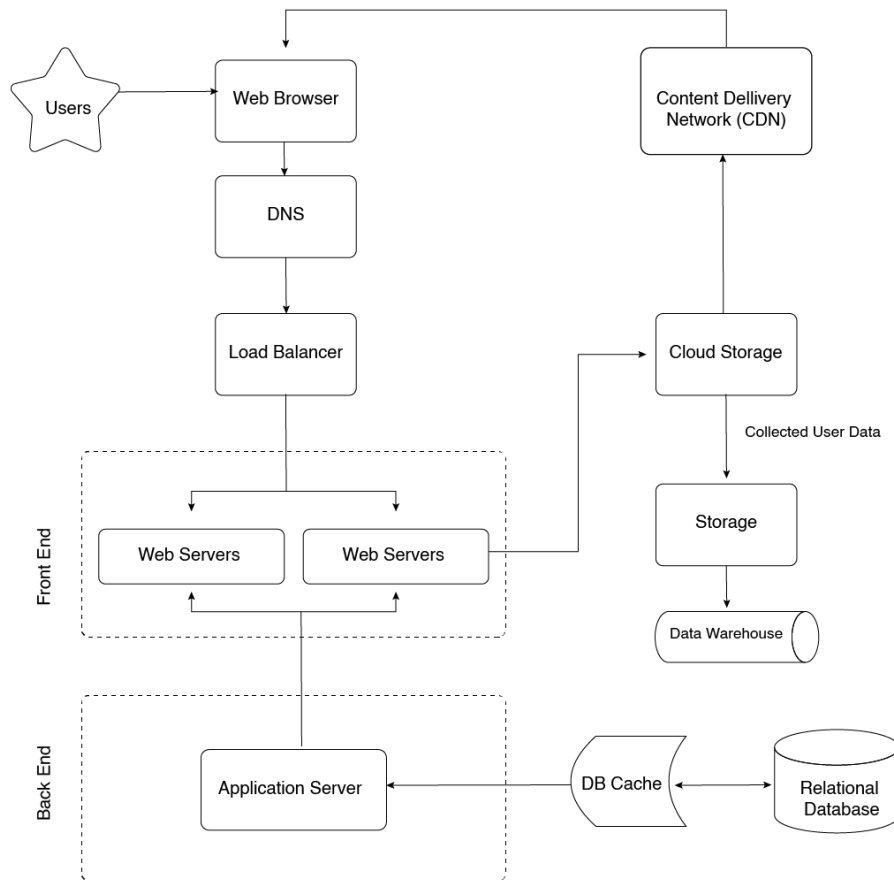 Users
Web Browser
Content Dellivery
Network (CDN)
DNS
Load Balancer
Cloud Storage
Collected User Data
Front End
Web Servers
Web Servers
Storage
Data Warehouse
Back End
Application Server
DB Cache
Relational
Database